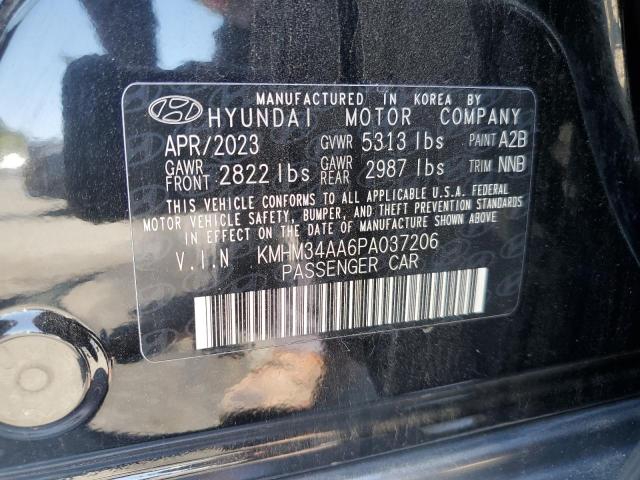 MANUFACTURED IN KOREA BY
HYUNDAI MOTOR COMPANY
APR/2023 GVWR 5313 lbs PAINT A2B
GAWR FRONT 2822 lbs GAWR REAR 2987 lbs TRIM NNB
THIS VEHICLE CONFORMS TO ALL APPLICABLE U.S.A. FEDERAL
MOTOR VEHICLE SAFETY, BUMPER, AND THEFT PREVENTION STANDARDS
IN EFFECT ON THE DATE OF MANUFACTURE SHOWN ABOVE.
V.I.N KMHM34AA6PA037206
PASSENGER CAR